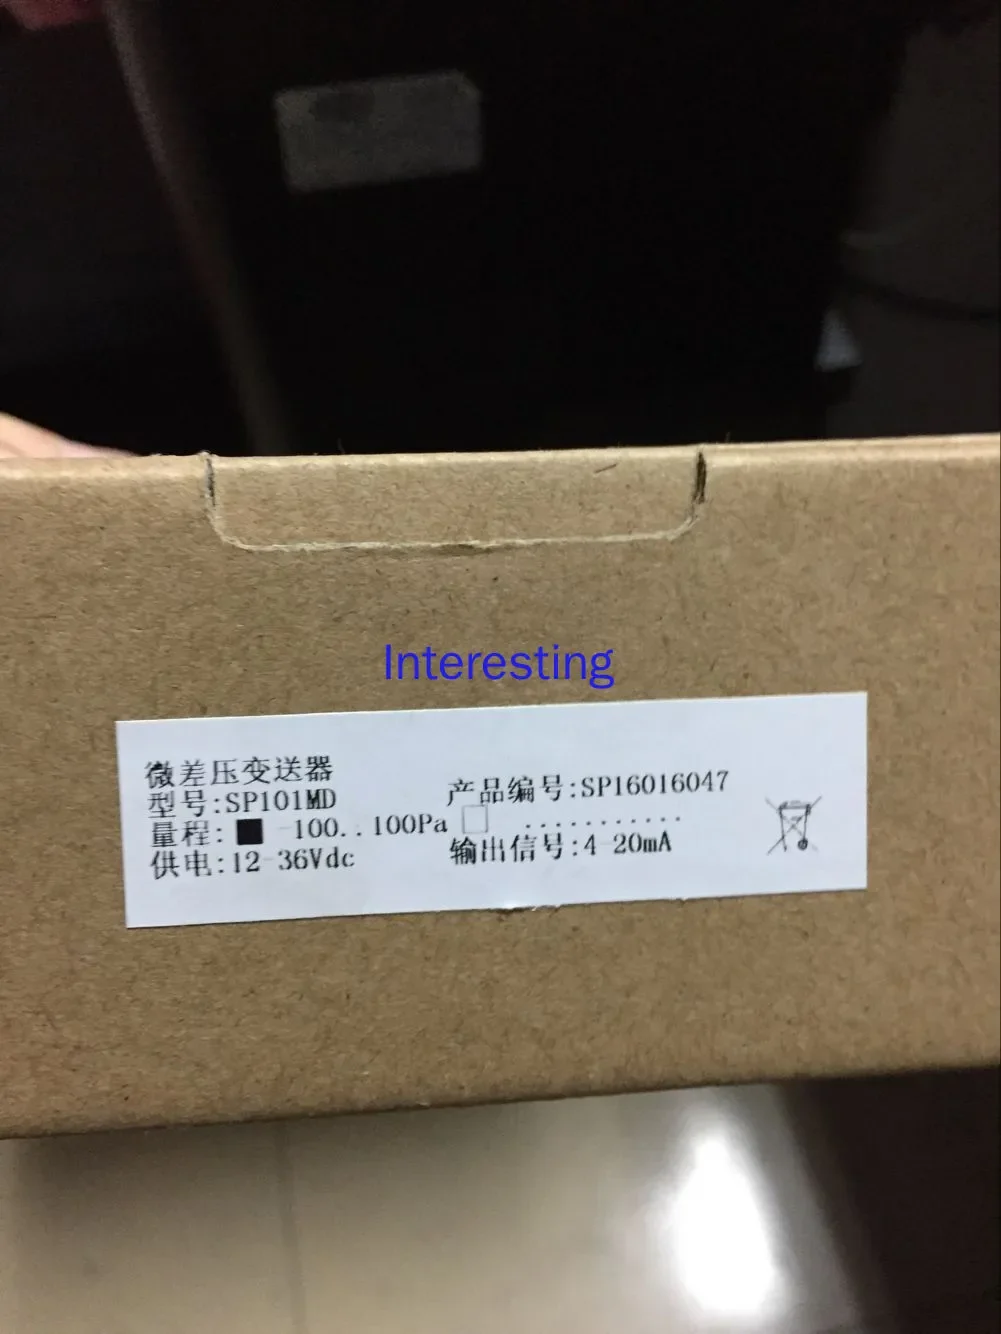 Interesting
微差压变送器
型号:SP101MD 产品编号:SP16016047
量程: ■ -100..100Pa □ ...........
供电:12-36Vdc 输出信号:4-20mA